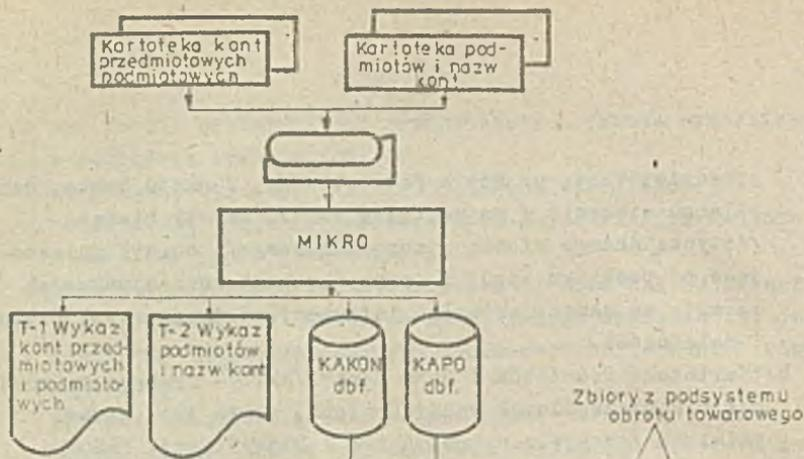 Kartoteka kont
przedmiotowych
podmiotowych
Kartoteka pod-
miotów i nazw
kont
MIKRO
T-1 Wykaz
kont przed-
miotowych
i podmioto-
wych
T-2 Wykaz
podmiotów
i nazw kont
KAKON
dbf.
KAPO
dbf.
Zbiory z podsystemu
obrotu towarowego